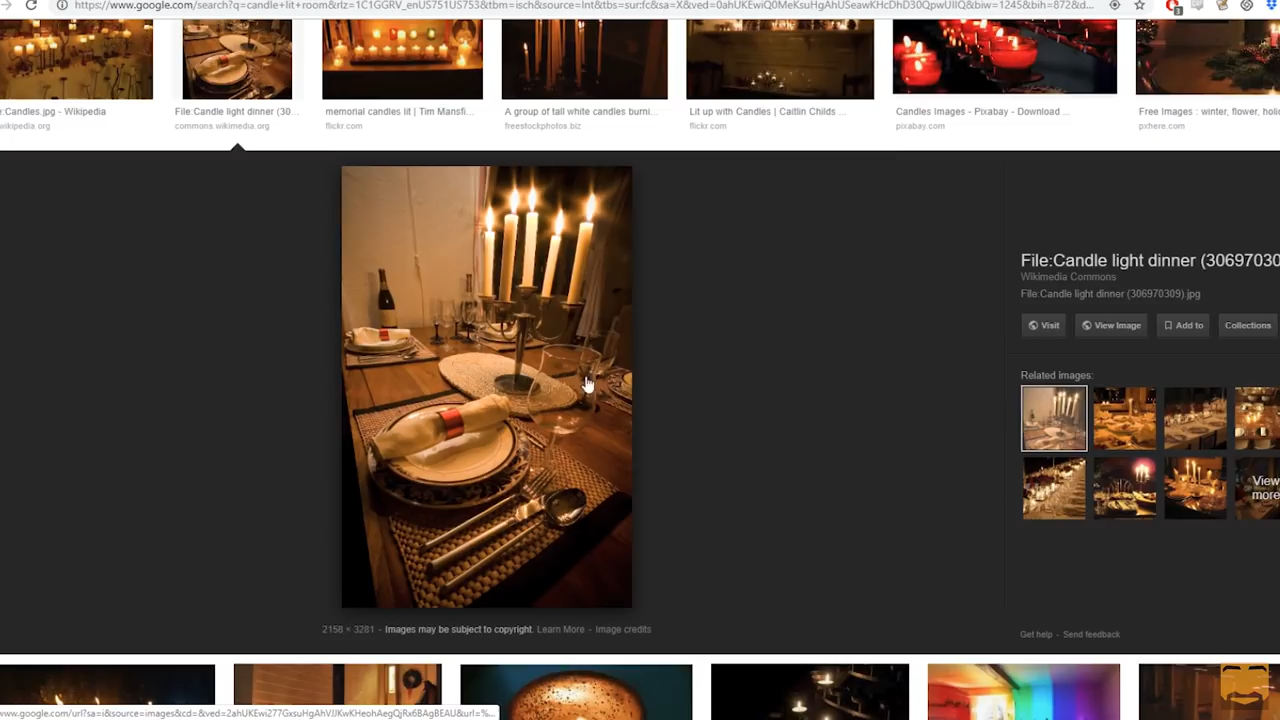 https://www.google.com/search?q=candle+lit+room&rlz=1C1GGRV_enUS751US753&tbm=isch&source=lnt&tbs=sur:fc&sa=X&ved=0ahUKEwiQ0MeKsuHgAhUSeawKHcDhD30QpwUIIQ&biw=1245&bih=872&d...
:Candles.jpg - Wikipedia
File:Candle light dinner (30...
memorial candles lit | Tim Mansfi...
A group of tall white candles burni...
Lit up with Candles | Caitlin Childs ...
Candles Images - Pixabay - Download ...
Free Images : winter, flower, holi
wikipedia.org
commons.wikimedia.org
flickr.com
freestockphotos.biz
flickr.com
pixabay.com
pxhere.com
File:Candle light dinner (306970309
Wikimedia Commons
File:Candle light dinner (306970309).jpg
Visit
View Image
Add to
Collections
Related images:
View
more
2158 × 3281 - Images may be subject to copyright. Learn More - Image credits
Get help - Send feedback